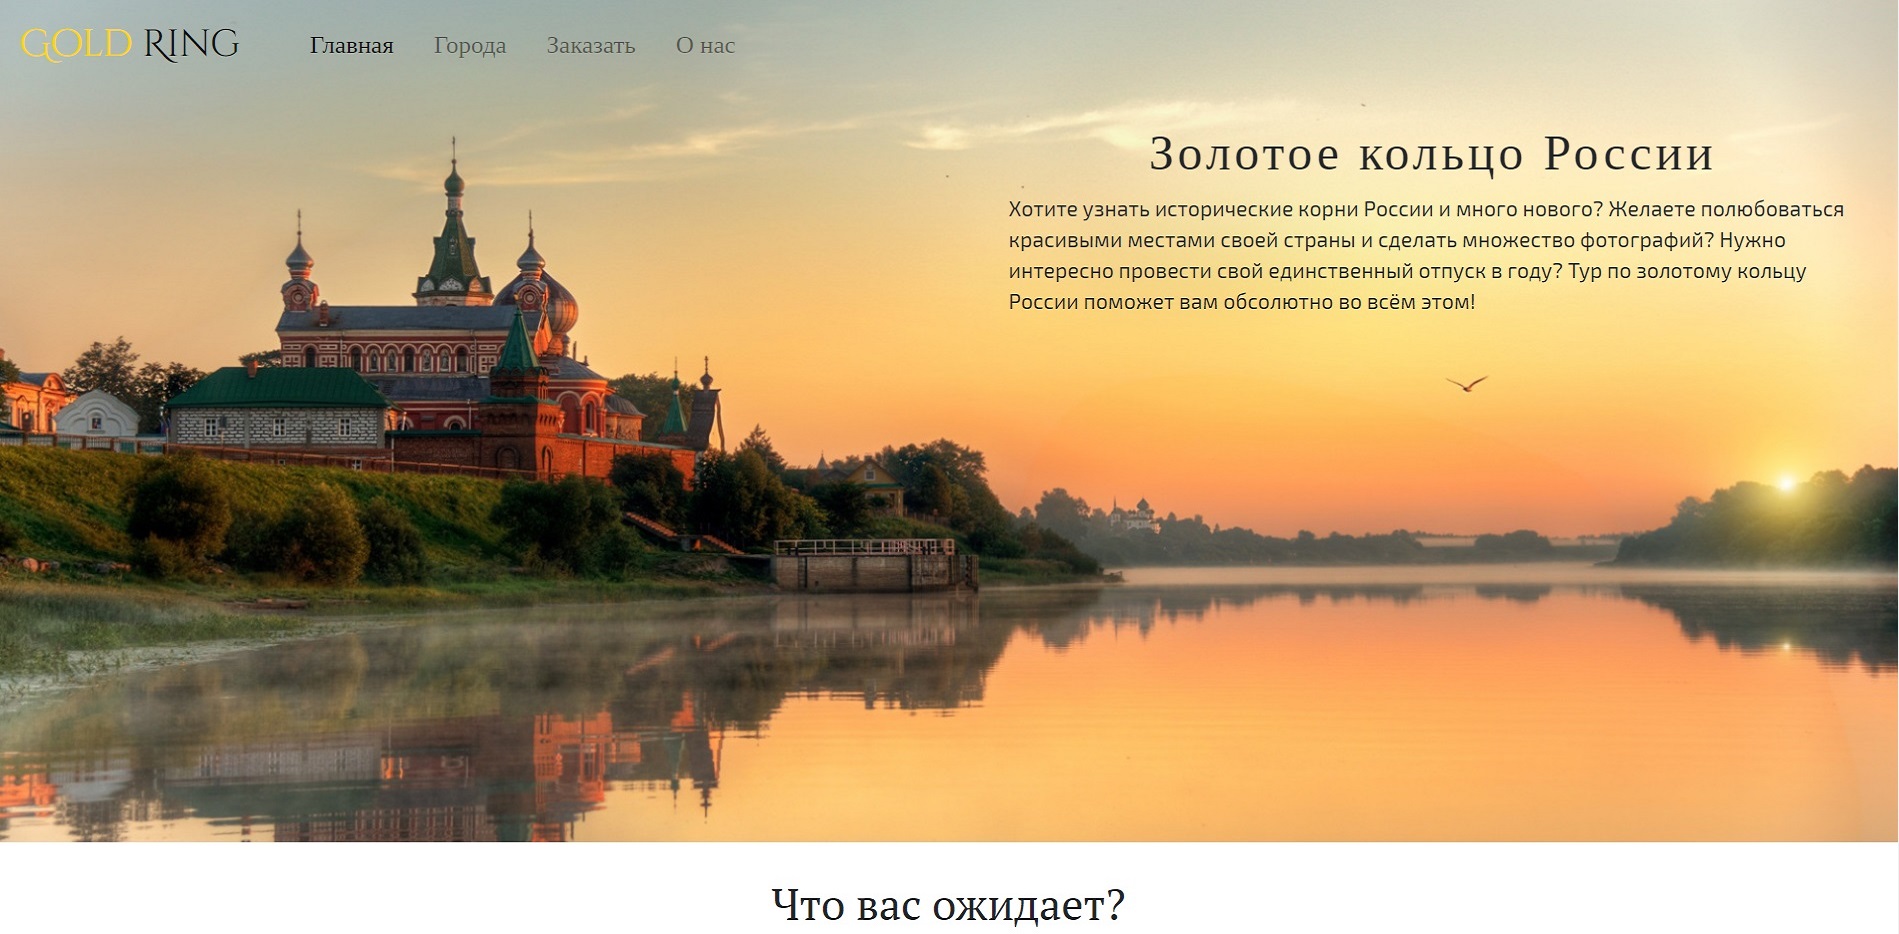 GOLD RING
Главная Города Заказать О нас
Золотое кольцо России
Хотите узнать исторические корни России и много нового? Желаете полюбоваться
красивыми местами своей страны и сделать множество фотографий? Нужно
интересно провести свой единственный отпуск в году? Тур по золотому кольцу
России поможет вам обсолютно во всём этом!
Что вас ожидает?